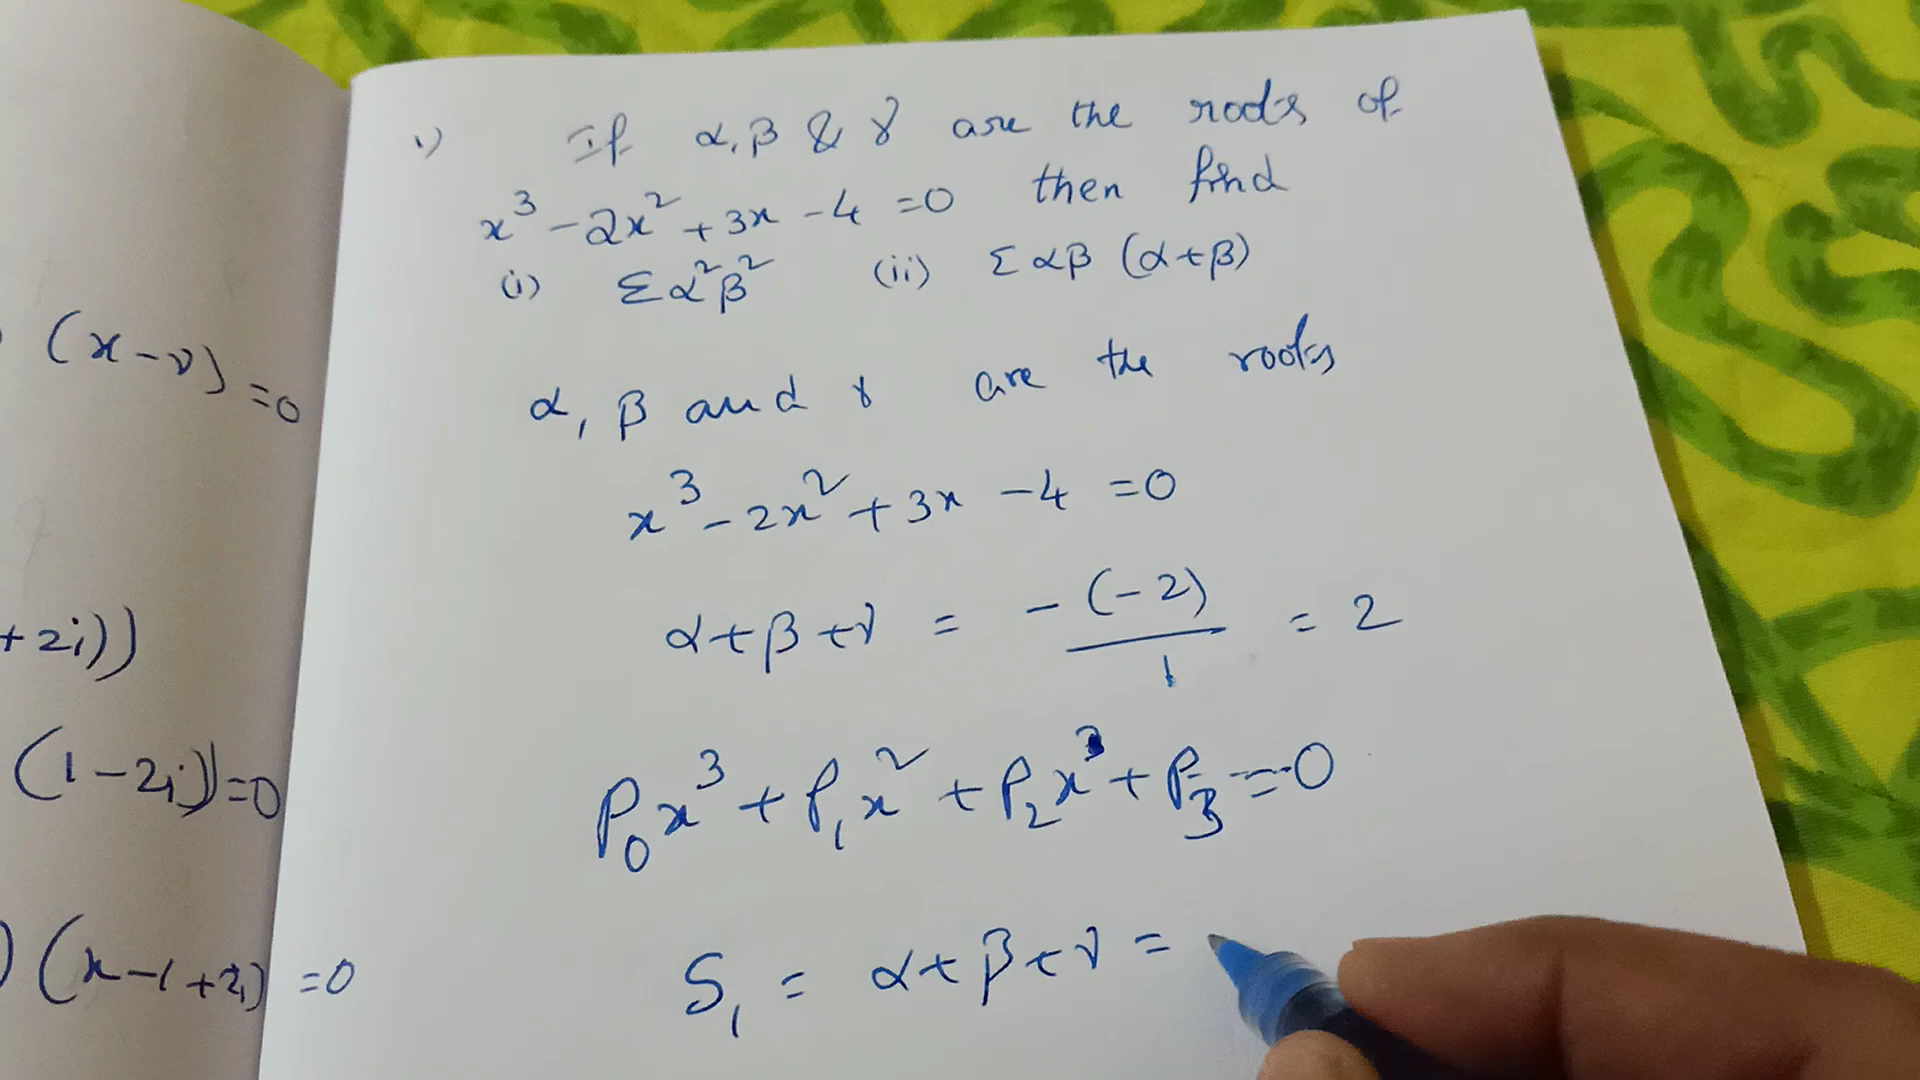 (x-γ)=0
+2i))
(1-2i))=0
)(x-1+2i)=0
1) If α, β & γ are the roots of
x³ - 2x² + 3x - 4 = 0 then find
(i) Σα²β² (ii) Σαβ (α+β)
α, β and γ are the roots
x³ - 2x² + 3x - 4 = 0
α+β+γ = -(-2)/1 = 2
P₀x³ + P₁x² + P₂x + P₃ = 0
S₁ = α+β+γ =